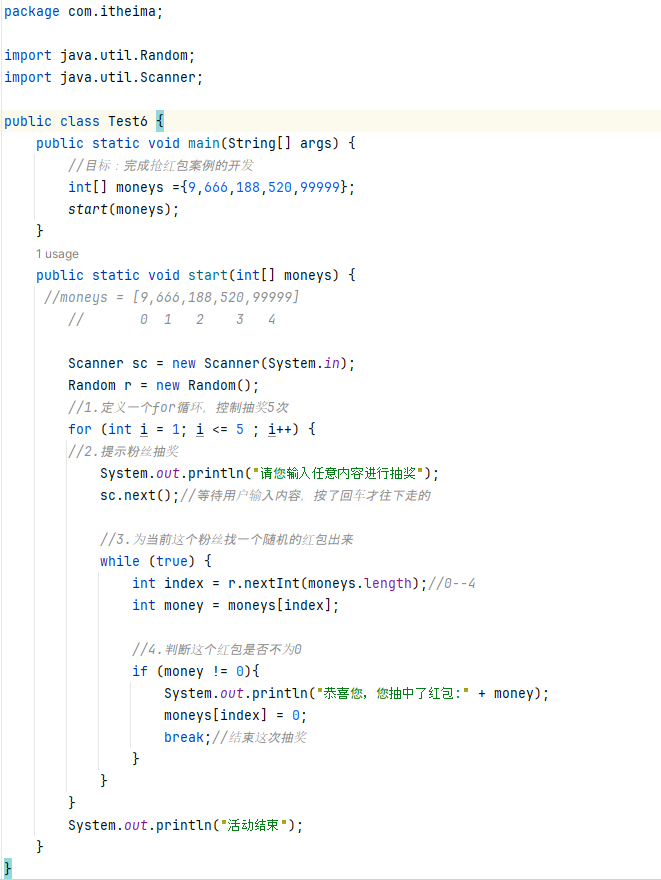 package com.itheima;
import java.util.Random;
import java.util.Scanner;
public class Test6 {
public static void main(String[] args) {
//目标：完成抢红包案例的开发
int[] moneys ={9,666,188,520,99999};
start(moneys);
}
1 usage
public static void start(int[] moneys) {
//moneys = [9,666,188,520,99999]
// 0 1 2 3 4
Scanner sc = new Scanner(System.in);
Random r = new Random();
//1.定义一个for循环，控制抽奖5次
for (int i = 1; i <= 5 ; i++) {
//2.提示粉丝抽奖
System.out.println("请您输入任意内容进行抽奖");
sc.next();//等待用户输入内容，按了回车才往下走的
//3.为当前这个粉丝找一个随机的红包出来
while (true) {
int index = r.nextInt(moneys.length);//0--4
int money = moneys[index];
//4.判断这个红包是否不为0
if (money != 0){
System.out.println("恭喜您，您抽中了红包:" + money);
moneys[index] = 0;
break;//结束这次抽奖
}
}
}
System.out.println("活动结束");
}
}